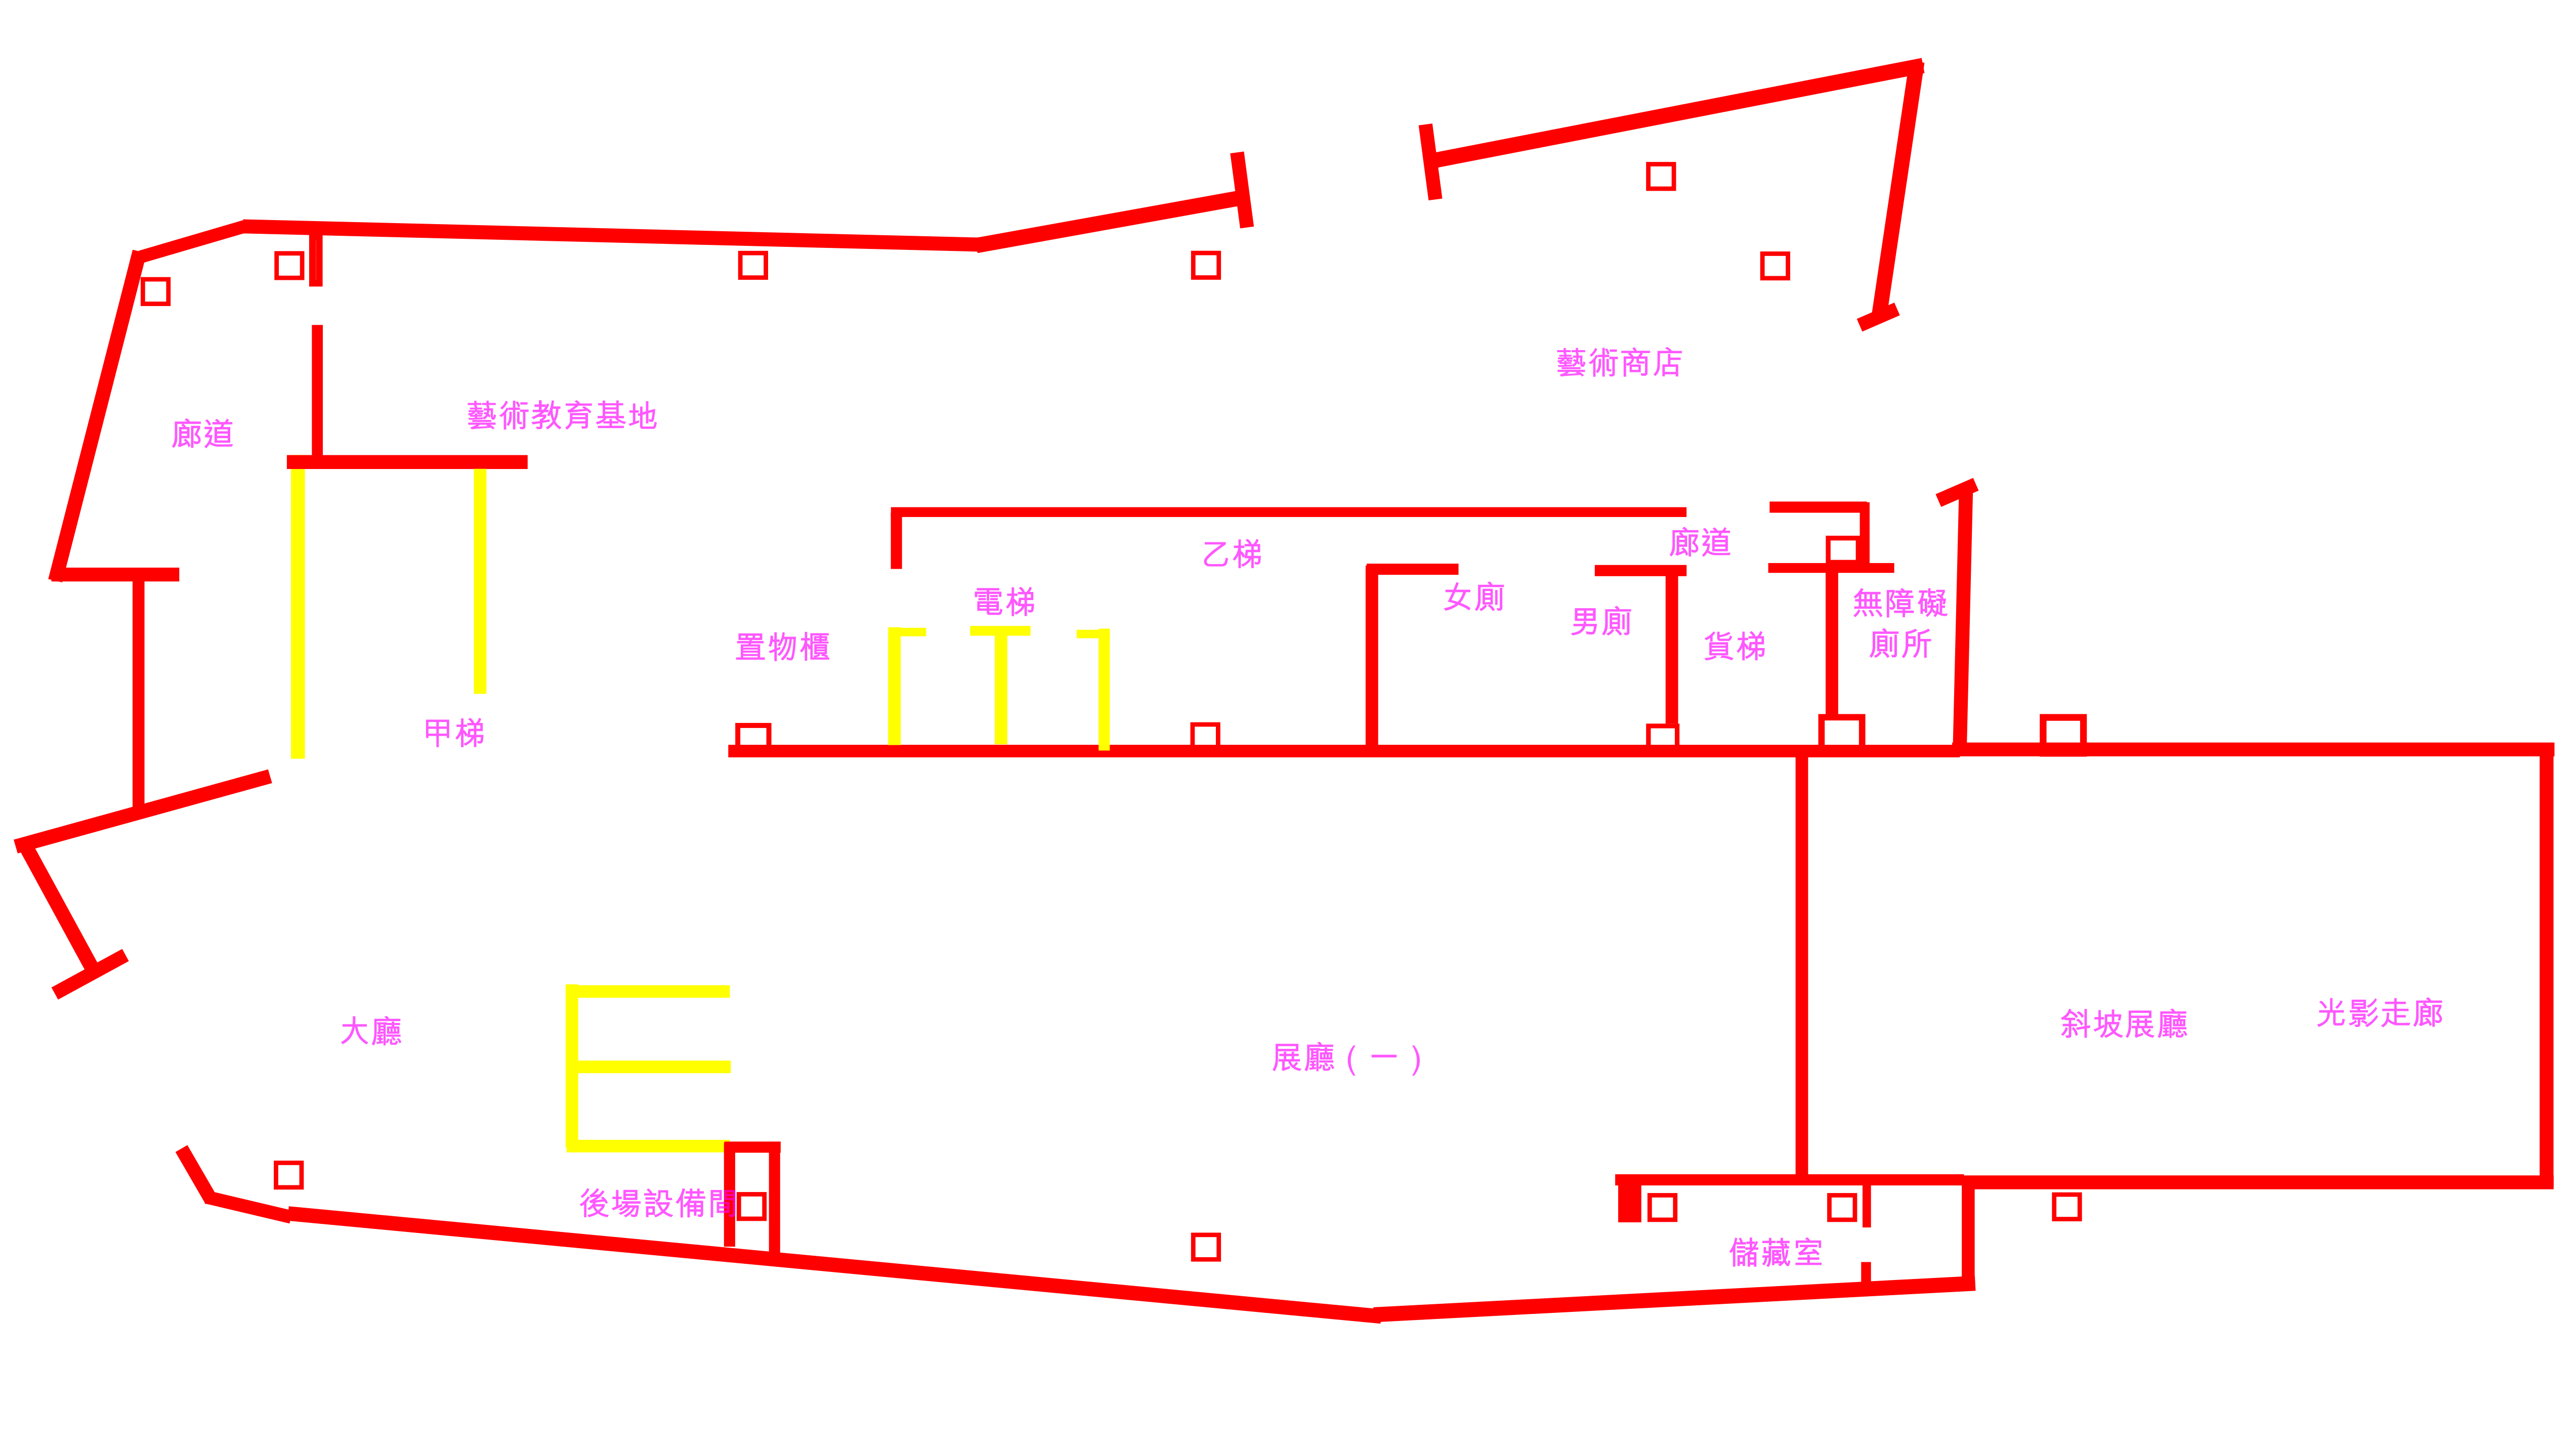 藝術商店
藝術教育基地
廊道
廊道
乙梯
電梯
女廁
男廁
無障礙
廁所
置物櫃
貨梯
甲梯
光影走廊
斜坡展廳
大廳
展廳(一)
後場設備間
儲藏室